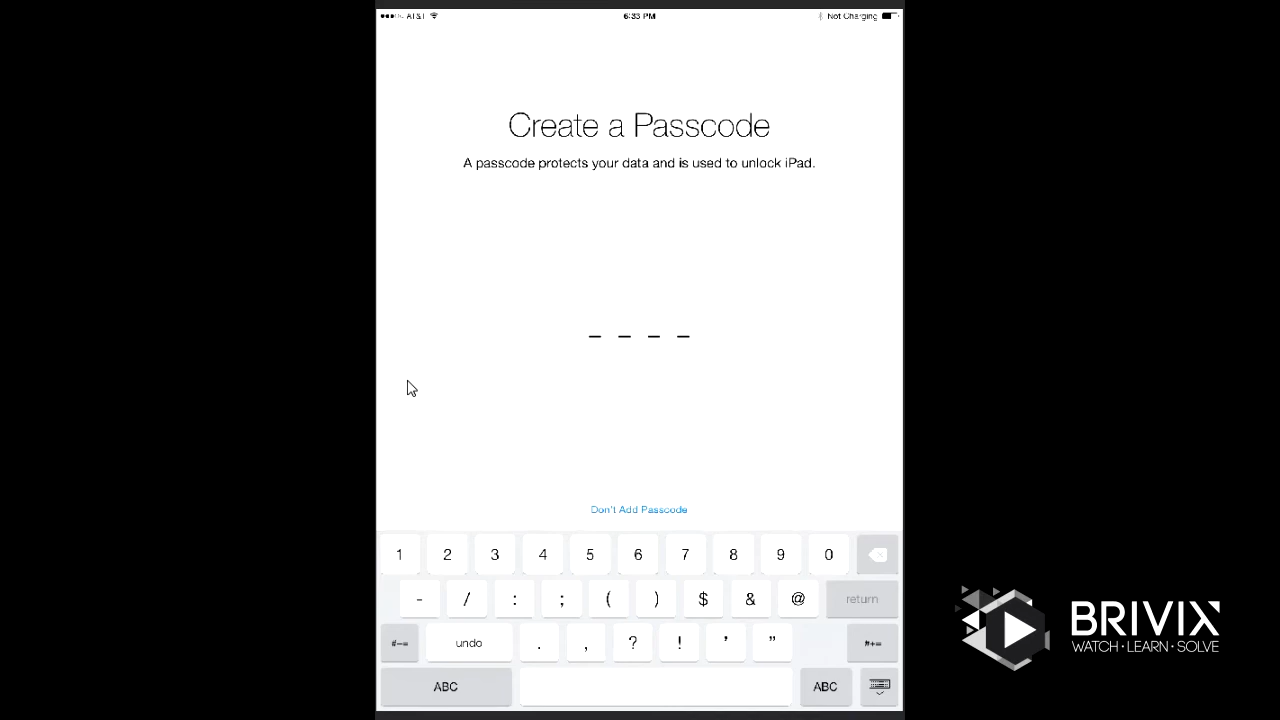 AT&T 6:33 PM Not Charging
Create a Passcode
A passcode protects your data and is used to unlock iPad.
– – – –
Don't Add Passcode
1 2 3 4 5 6 7 8 9 0
- / : ; ( ) $ & @ return
#+= undo . , ? ! ' " #+=
ABC ABC
BRIVIX
WATCH · LEARN · SOLVE